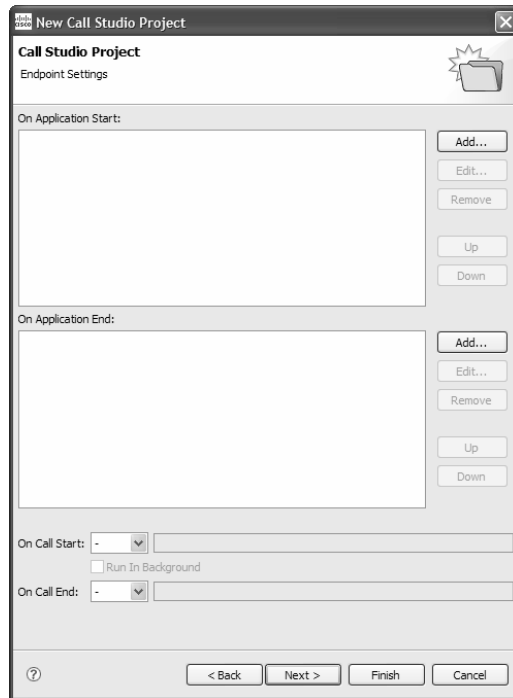 cisco New Call Studio Project
Call Studio Project
Endpoint Settings
On Application Start:
Add...
Edit...
Remove
Up
Down
On Application End:
Add...
Edit...
Remove
Up
Down
On Call Start: -
Run In Background
On Call End: -
? < Back Next > Finish Cancel